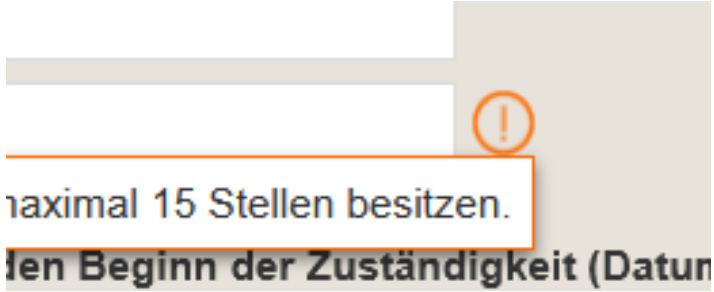 maximal 15 Stellen besitzen.
den Beginn der Zuständigkeit (Datum